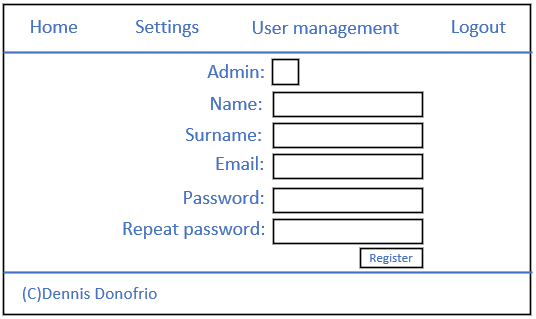 Home Settings User management Logout
Admin:
Name:
Surname:
Email:
Password:
Repeat password:
Register
(C)Dennis Donofrio